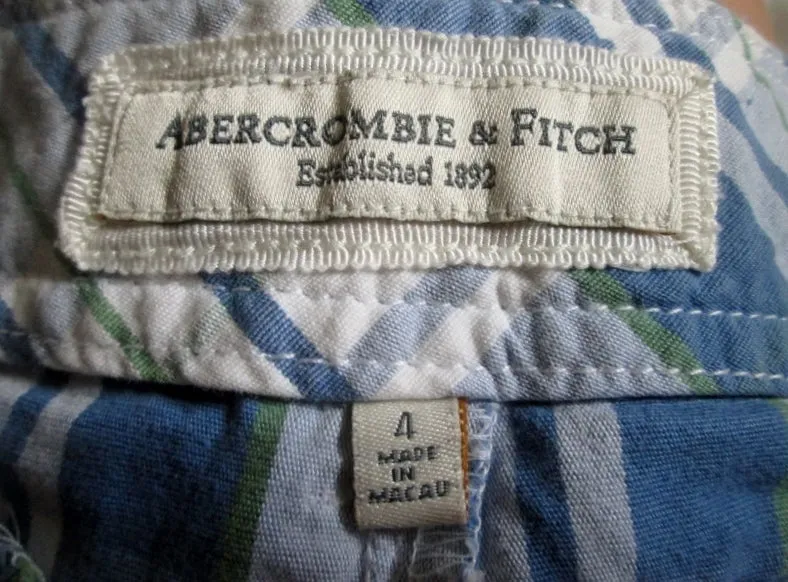 ABERCROMBIE & FITCH
Established 1892
4
MADE
IN
MACAU